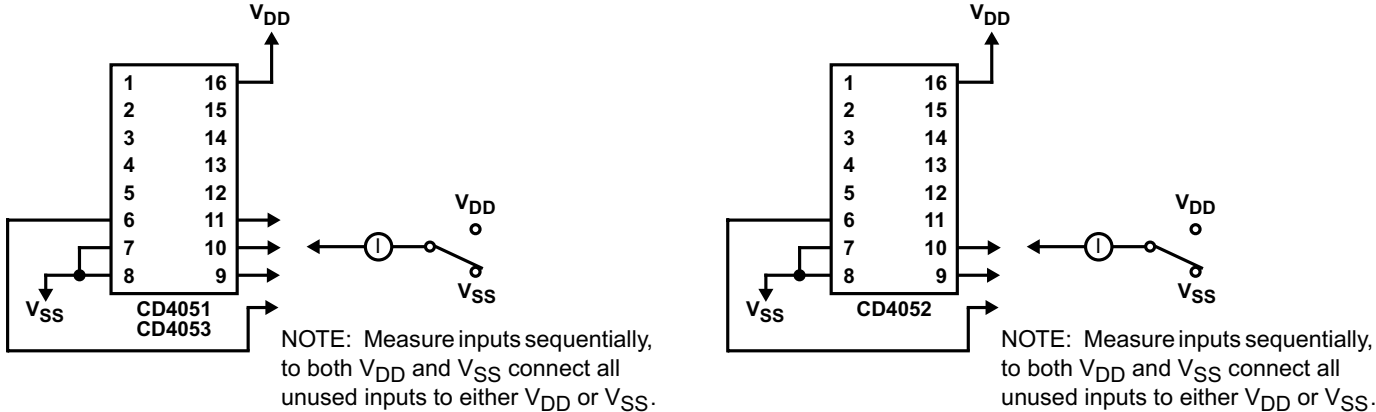 VDD
1 16
2 15
3 14
4 13
5 12
6 11
7 10
8 9
VSS
CD4051
CD4053
I
VDD
VSS
NOTE: Measure inputs sequentially,
to both VDD and VSS connect all
unused inputs to either VDD or VSS.
VDD
1 16
2 15
3 14
4 13
5 12
6 11
7 10
8 9
VSS
CD4052
I
VDD
VSS
NOTE: Measure inputs sequentially,
to both VDD and VSS connect all
unused inputs to either VDD or VSS.